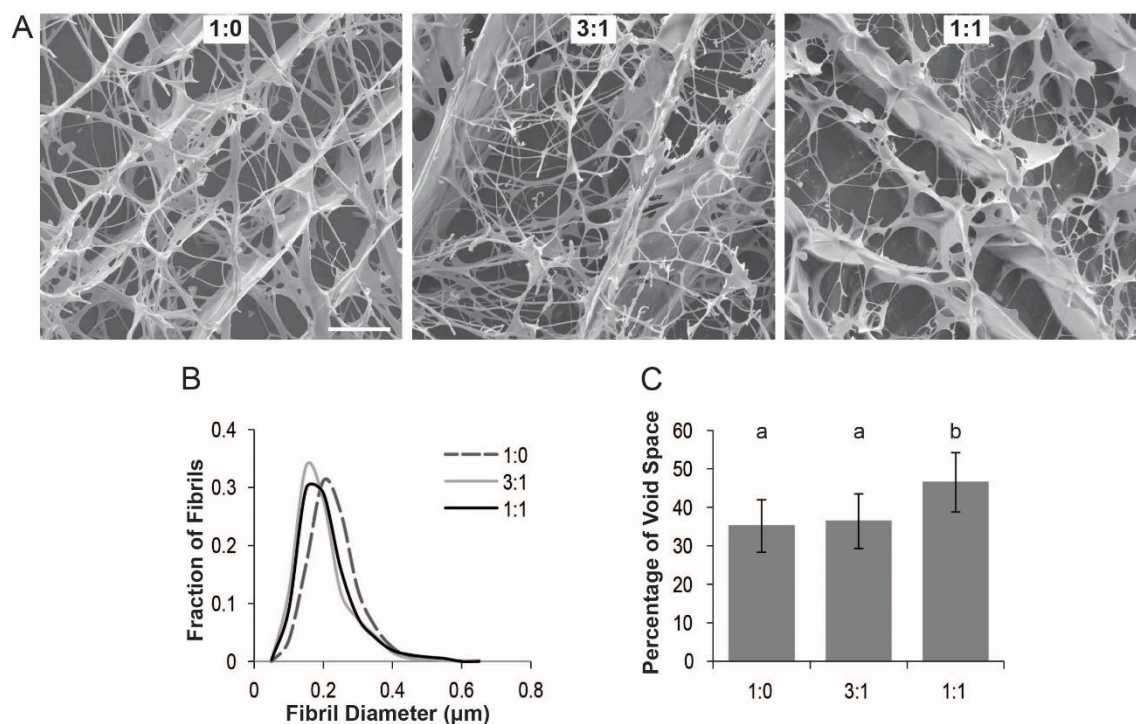 A
1:0
3:1
1:1
B
Fraction of Fibrils
0.4
0.3
0.2
0.1
0
0
0.2
0.4
0.6
0.8
Fibril Diameter (μm)
1:0
3:1
1:1
C
Percentage of Void Space
60
50
40
30
20
10
0
a
a
b
1:0
3:1
1:1